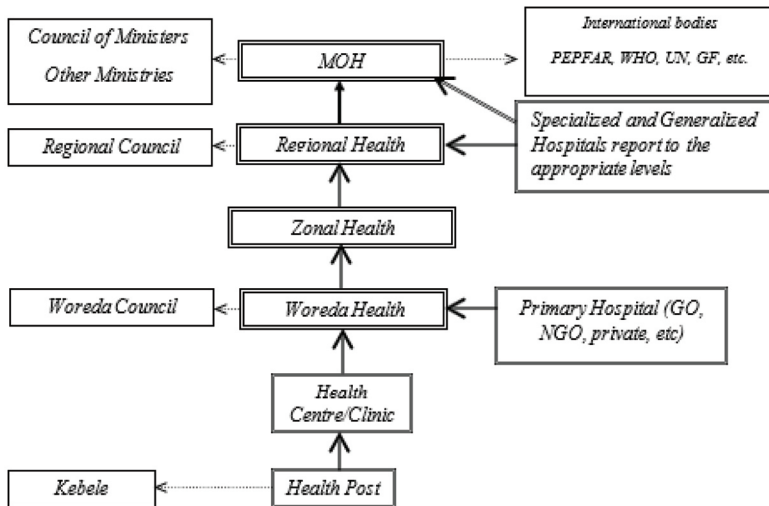 Council of Ministers
Other Ministries
MOH
International bodies
PEPFAR, WHO, UN, GF, etc.
Regional Council
Regional Health
Specialized and Generalized
Hospitals report to the
appropriate levels
Zonal Health
Woreda Council
Woreda Health
Primary Hospital (GO,
NGO, private, etc)
Health
Centre/Clinic
Kebele
Health Post